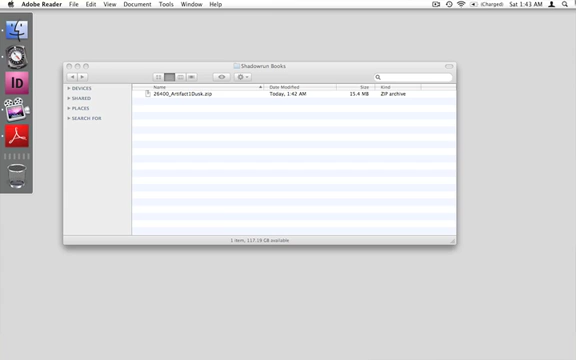 Adobe Reader File Edit View Document Tools Window Help (Charged) Sat 1:43 AM
Shadowrun Books
Name Date Modified Size Kind
26400_Artifact1Dusk.zip Today, 1:42 AM 15.4 MB ZIP archive
DEVICES
SHARED
PLACES
SEARCH FOR
Id
1 item, 117.19 GB available